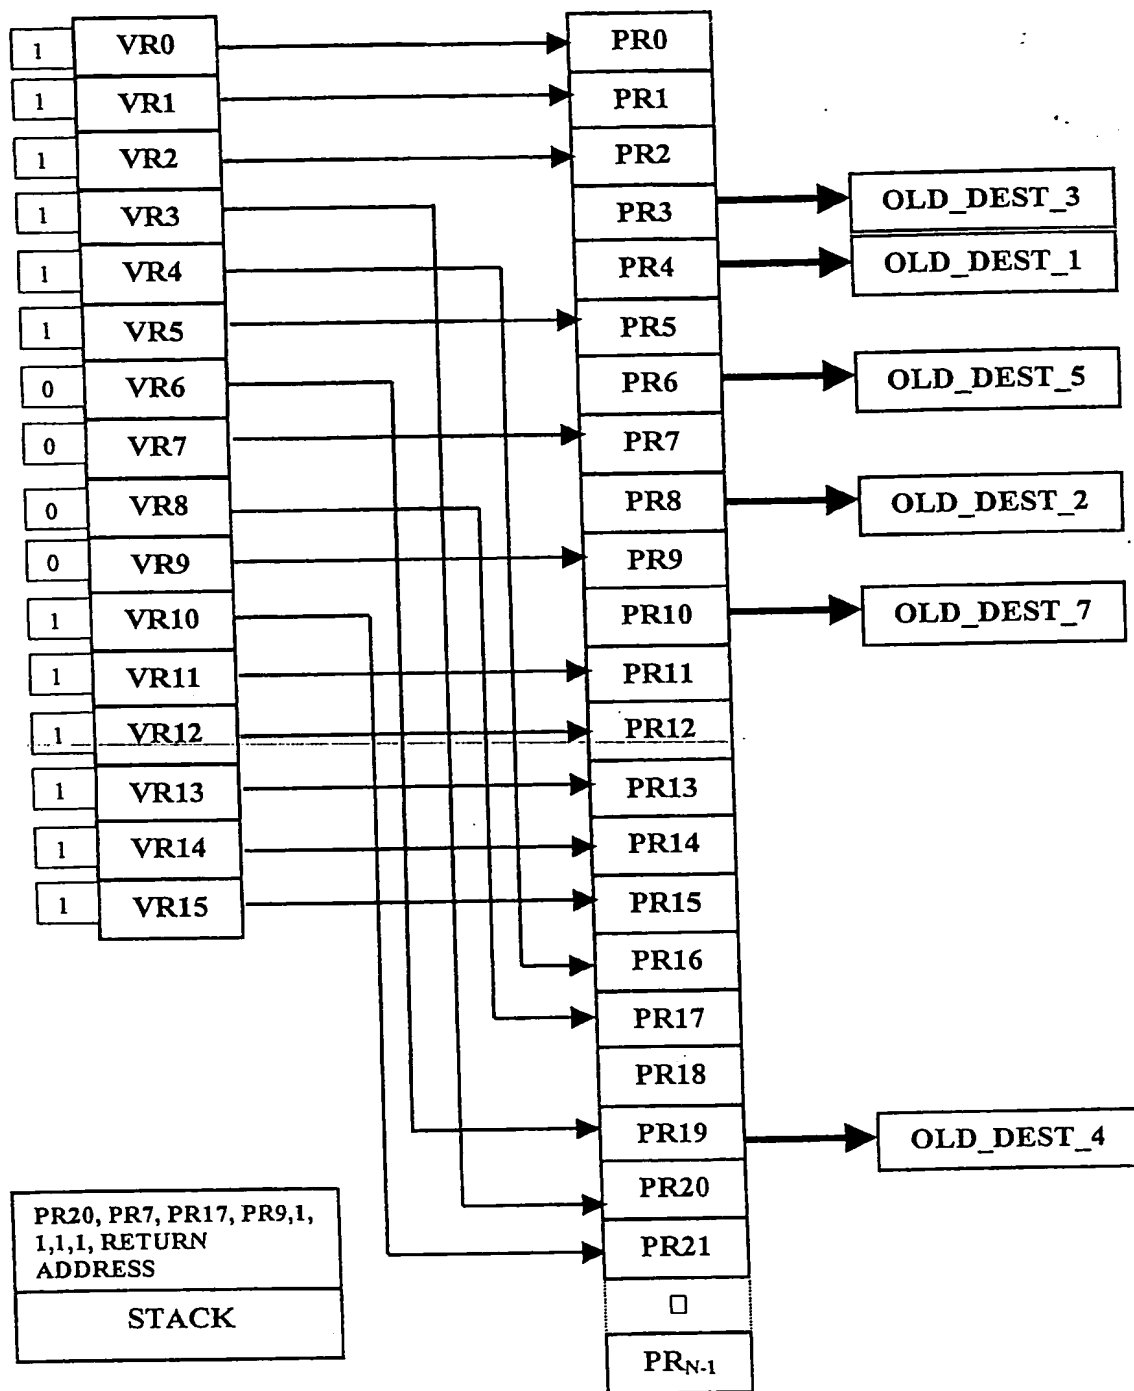 1 VR0 PR0
1 VR1 PR1
1 VR2 PR2
1 VR3 PR3 OLD_DEST_3
1 VR4 PR4 OLD_DEST_1
1 VR5 PR5
0 VR6 PR6 OLD_DEST_5
0 VR7 PR7
0 VR8 PR8 OLD_DEST_2
0 VR9 PR9
1 VR10 PR10 OLD_DEST_7
1 VR11 PR11
1 VR12 PR12
1 VR13 PR13
1 VR14 PR14
1 VR15 PR15
PR16
PR17
PR18
PR19 OLD_DEST_4
PR20
PR21
□
PR_N-1
PR20, PR7, PR17, PR9,1,
1,1,1, RETURN
ADDRESS
STACK